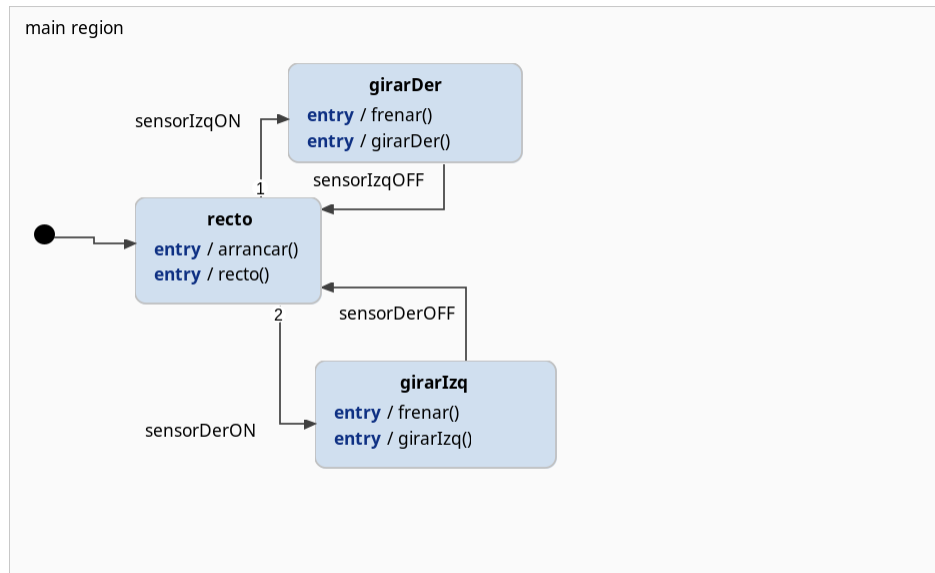 main region
girarDer
entry / frenar()
entry / girarDer()
sensorIzqON
sensorIzqOFF
1
recto
entry / arrancar()
entry / recto()
2
sensorDerOFF
girarIzq
entry / frenar()
entry / girarIzq()
sensorDerON